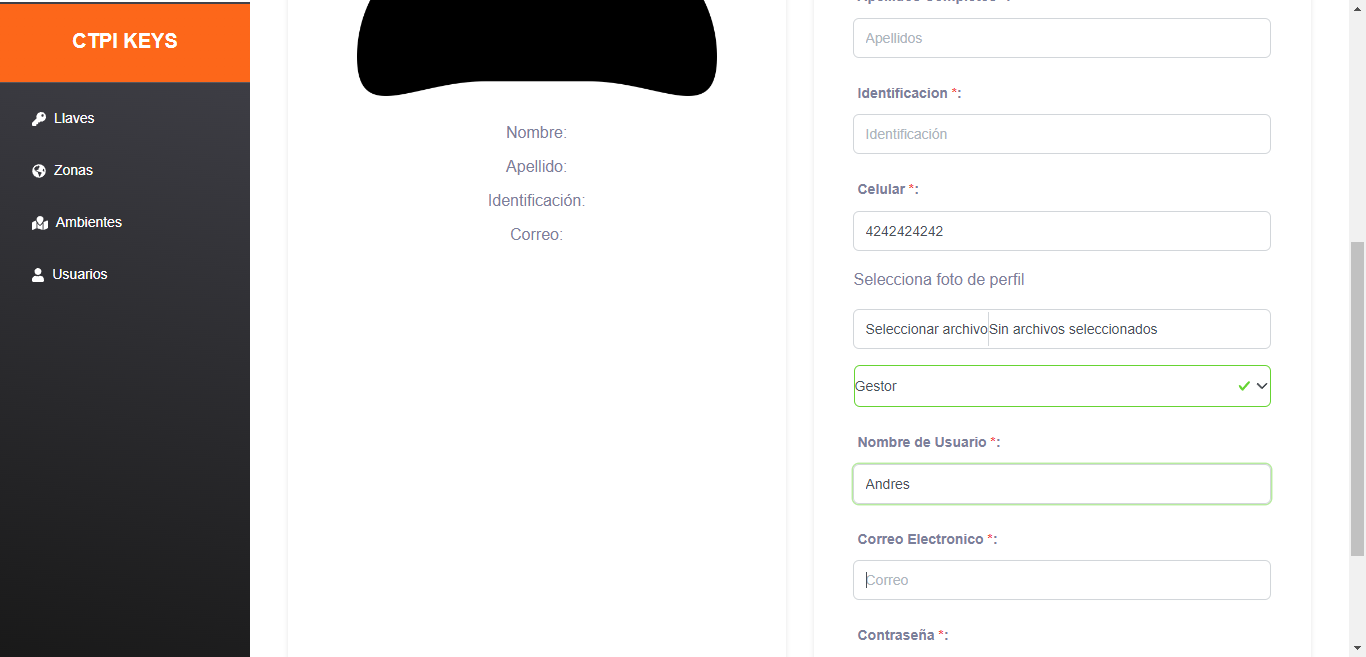 CTPI KEYS
Llaves
Zonas
Ambientes
Usuarios
Nombre:
Apellido:
Identificación:
Correo:
Apellidos
Identificacion *:
Identificación
Celular *:
4242424242
Selecciona foto de perfil
Seleccionar archivo Sin archivos seleccionados
Gestor
Nombre de Usuario *:
Andres
Correo Electronico *:
Correo
Contraseña *: